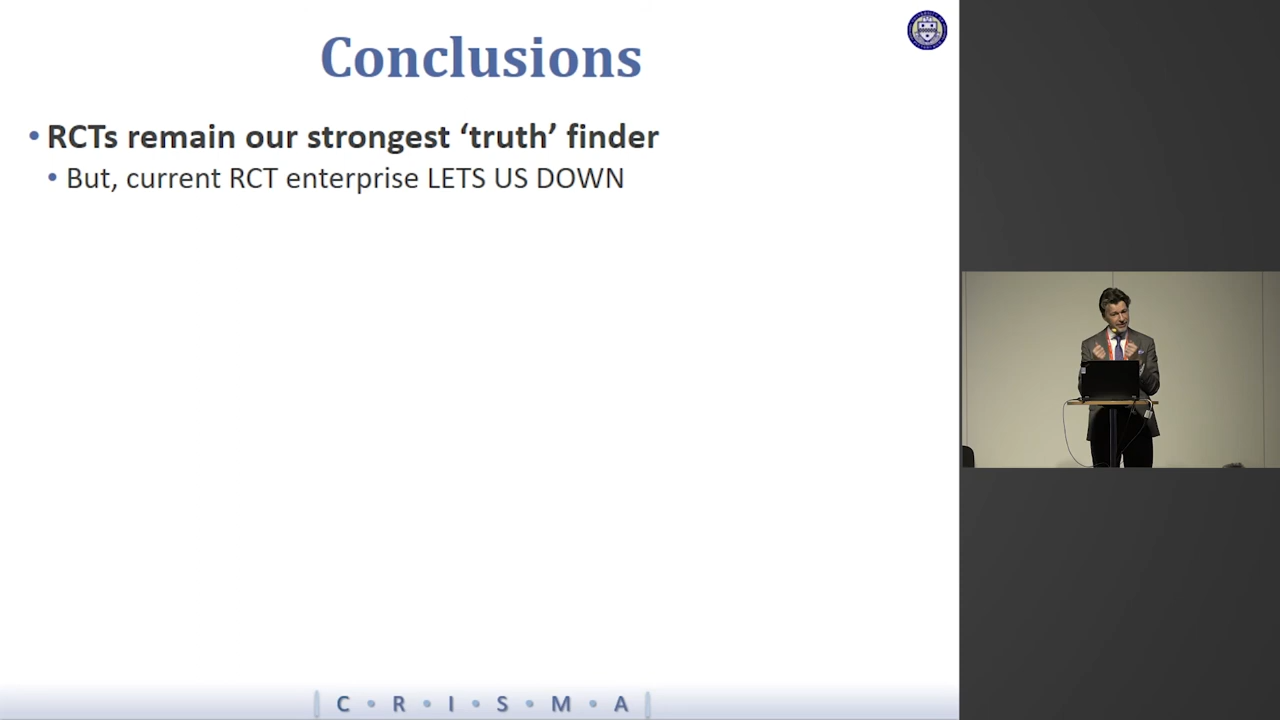 Conclusions
• RCTs remain our strongest ‘truth’ finder
• But, current RCT enterprise LETS US DOWN
| C • R • I • S • M • A |